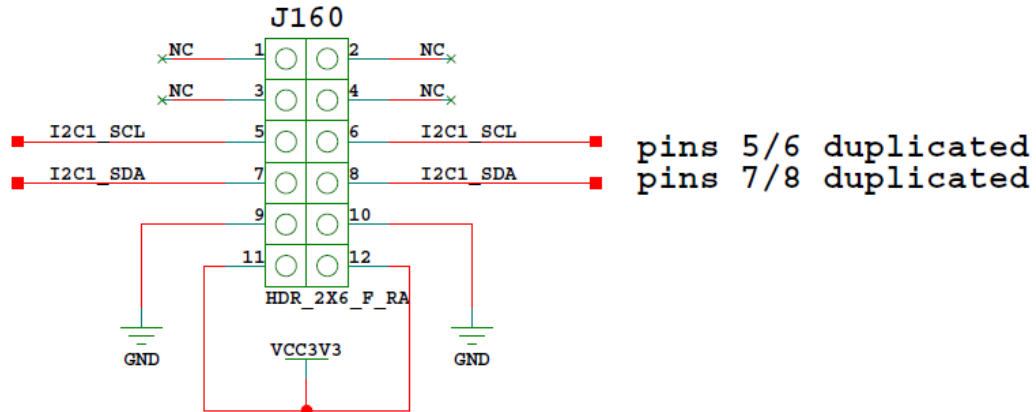 J160
NC 1 2 NC
NC 3 4 NC
I2C1_SCL 5 6 I2C1_SCL pins 5/6 duplicated
I2C1_SDA 7 8 I2C1_SDA pins 7/8 duplicated
9 10
11 12
HDR_2X6_F_RA
GND VCC3V3 GND